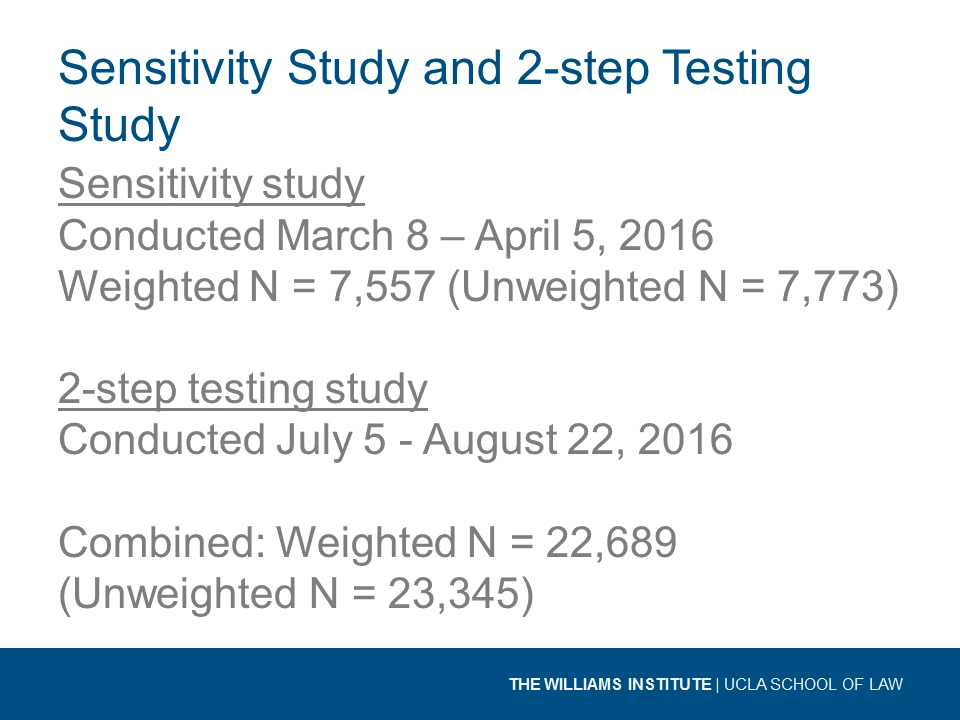 Sensitivity Study and 2-step Testing
Study
Sensitivity study
Conducted March 8 – April 5, 2016
Weighted N = 7,557 (Unweighted N = 7,773)
2-step testing study
Conducted July 5 - August 22, 2016
Combined: Weighted N = 22,689
(Unweighted N = 23,345)
THE WILLIAMS INSTITUTE | UCLA SCHOOL OF LAW